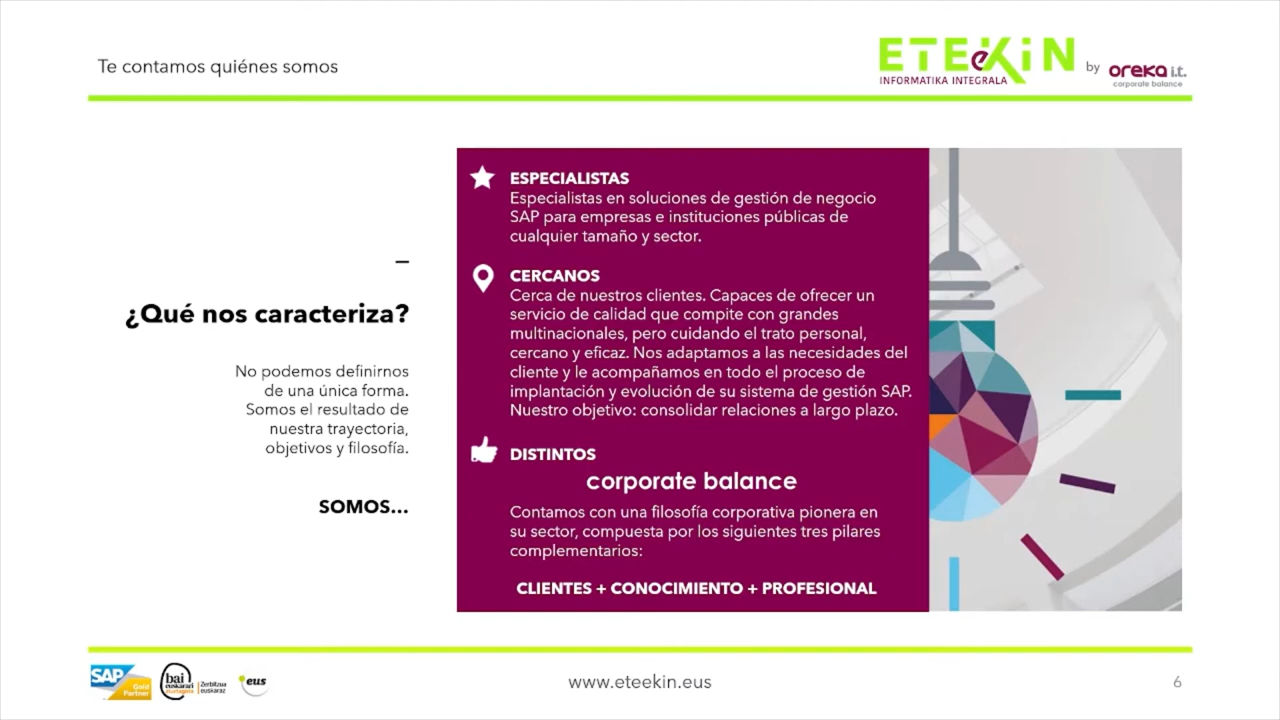 Te contamos quiénes somos
ETEeKiN
INFORMATIKA INTEGRALA
by
oreka i.t.
corporate balance
–
¿Qué nos caracteriza?
No podemos definirnos
de una única forma.
Somos el resultado de
nuestra trayectoria,
objetivos y filosofía.
SOMOS...
ESPECIALISTAS
Especialistas en soluciones de gestión de negocio
SAP para empresas e instituciones públicas de
cualquier tamaño y sector.
CERCANOS
Cerca de nuestros clientes. Capaces de ofrecer un
servicio de calidad que compite con grandes
multinacionales, pero cuidando el trato personal,
cercano y eficaz. Nos adaptamos a las necesidades del
cliente y le acompañamos en todo el proceso de
implantación y evolución de su sistema de gestión SAP.
Nuestro objetivo: consolidar relaciones a largo plazo.
DISTINTOS
corporate balance
Contamos con una filosofía corporativa pionera en
su sector, compuesta por los siguientes tres pilares
complementarios:
CLIENTES + CONOCIMIENTO + PROFESIONAL
SAP
Gold
Partner
bai
euskarari
Zerbitzua
euskaraz
eus
www.eteekin.eus
6